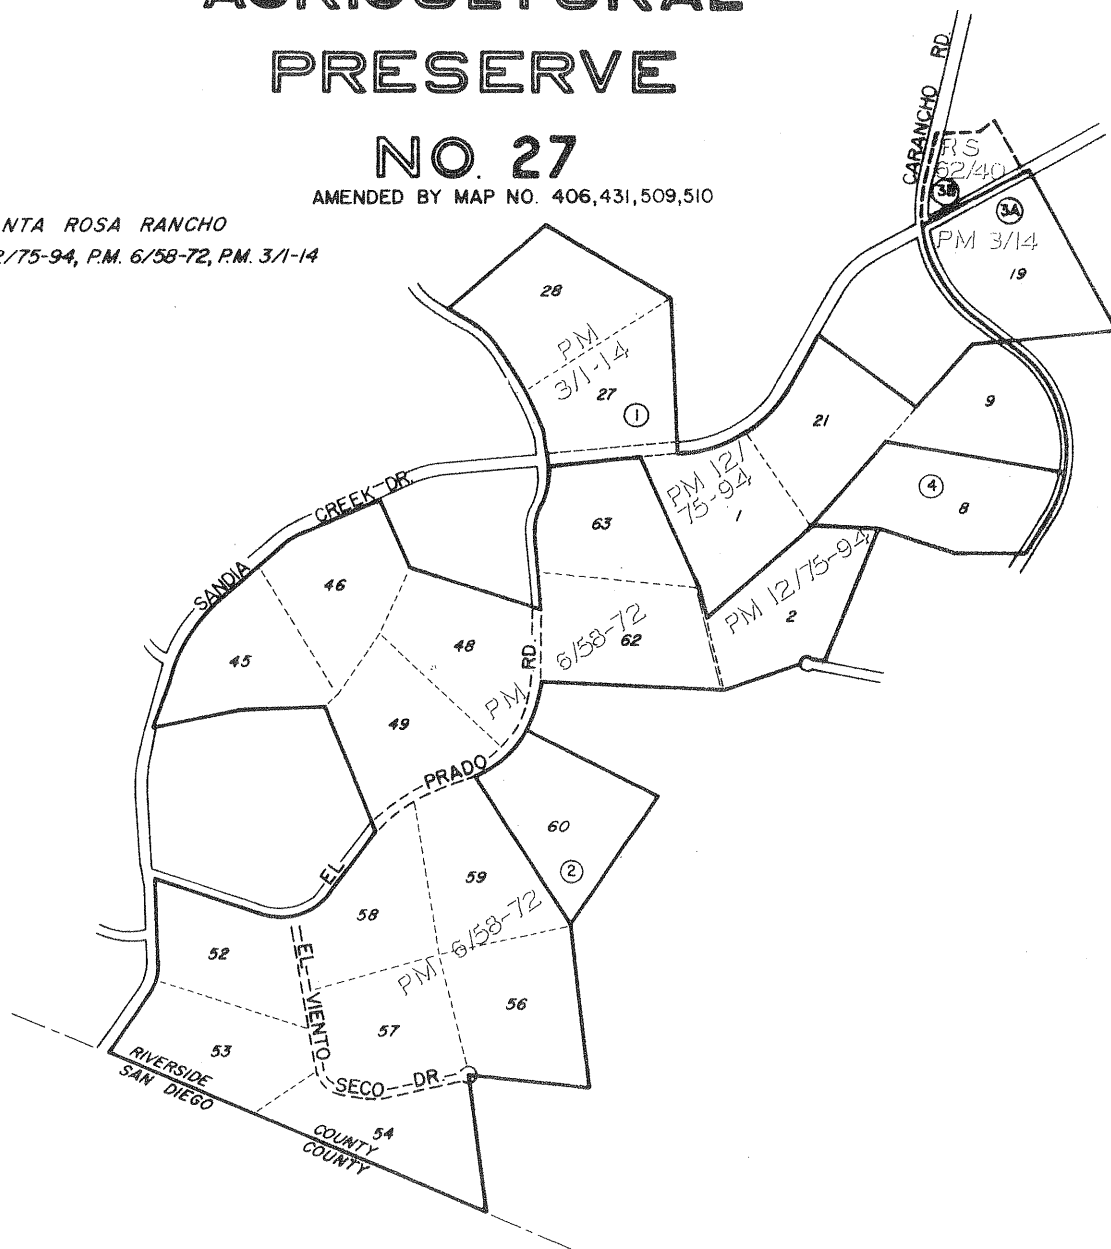 AGRICULTURAL
PRESERVE
NO. 27
AMENDED BY MAP NO. 406,431,509,510
NTA ROSA RANCHO
2/75-94, P.M. 6/58-72, P.M. 3/1-14
CARANCHO RD.
RS
62/40
3B
3A
PM 3/14
19
28
PM
3/1-14
27
1
21
9
PM 12/
75-94
1
4
8
CREEK DR.
SANDIA
63
46
PM 12/75-94
2
6/58-72
62
48
RD.
45
PM
49
PRADO
60
EL
59
2
58
6/58-72
PM
52
EL VIENTO
56
57
53
RIVERSIDE
SAN DIEGO
SECO DR.
54
COUNTY
COUNTY